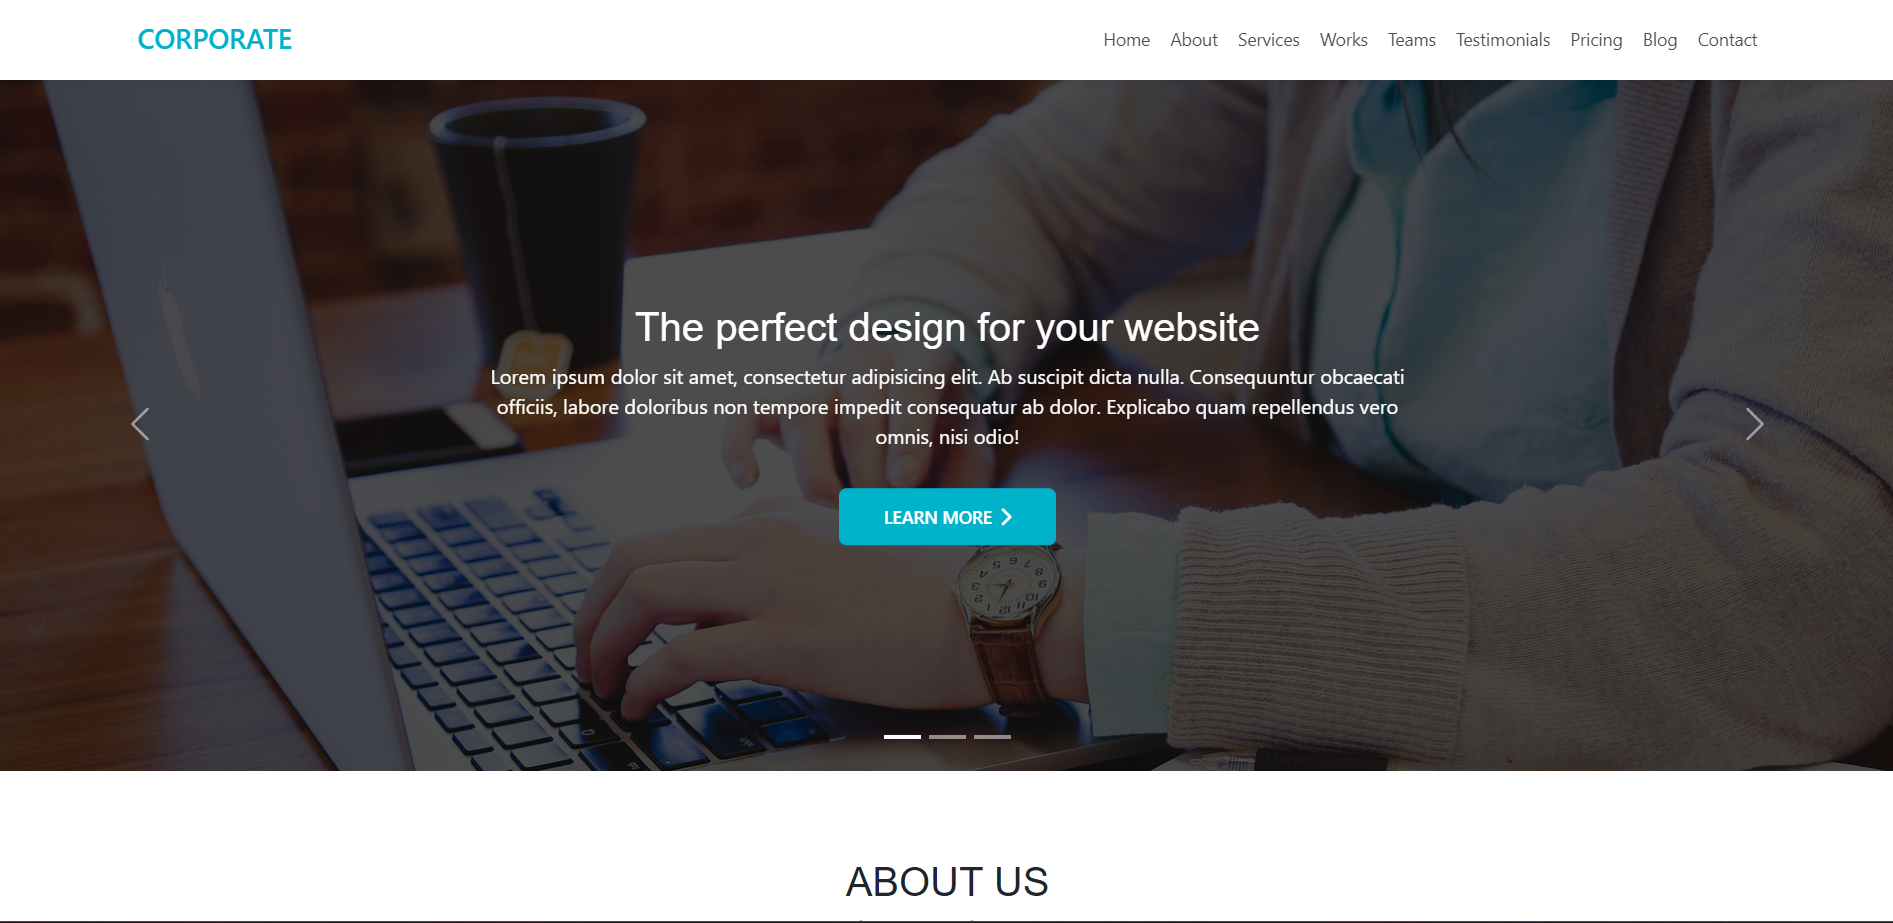 CORPORATE
Home About Services Works Teams Testimonials Pricing Blog Contact
The perfect design for your website
Lorem ipsum dolor sit amet, consectetur adipisicing elit. Ab suscipit dicta nulla. Consequuntur obcaecati
officiis, labore doloribus non tempore impedit consequatur ab dolor. Explicabo quam repellendus vero
omnis, nisi odio!
LEARN MORE
ABOUT US